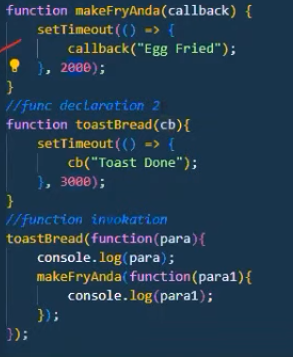 function makeFryAnda(callback) {
    setTimeout(() => {
        callback("Egg Fried");
    }, 2000);
}
//func declaration 2
function toastBread(cb){
    setTimeout(() => {
        cb("Toast Done");
    }, 3000);
}
//function invokation
toastBread(function(para){
    console.log(para);
    makeFryAnda(function(para1){
        console.log(para1);
    });
});